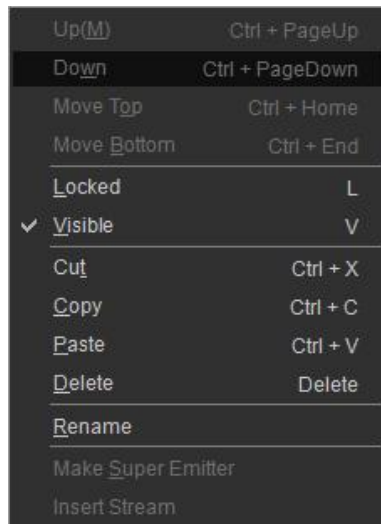 Up(M) Ctrl + PageUp
Down Ctrl + PageDown
Move Top Ctrl + Home
Move Bottom Ctrl + End
Locked L
Visible V
Cut Ctrl + X
Copy Ctrl + C
Paste Ctrl + V
Delete Delete
Rename
Make Super Emitter
Insert Stream